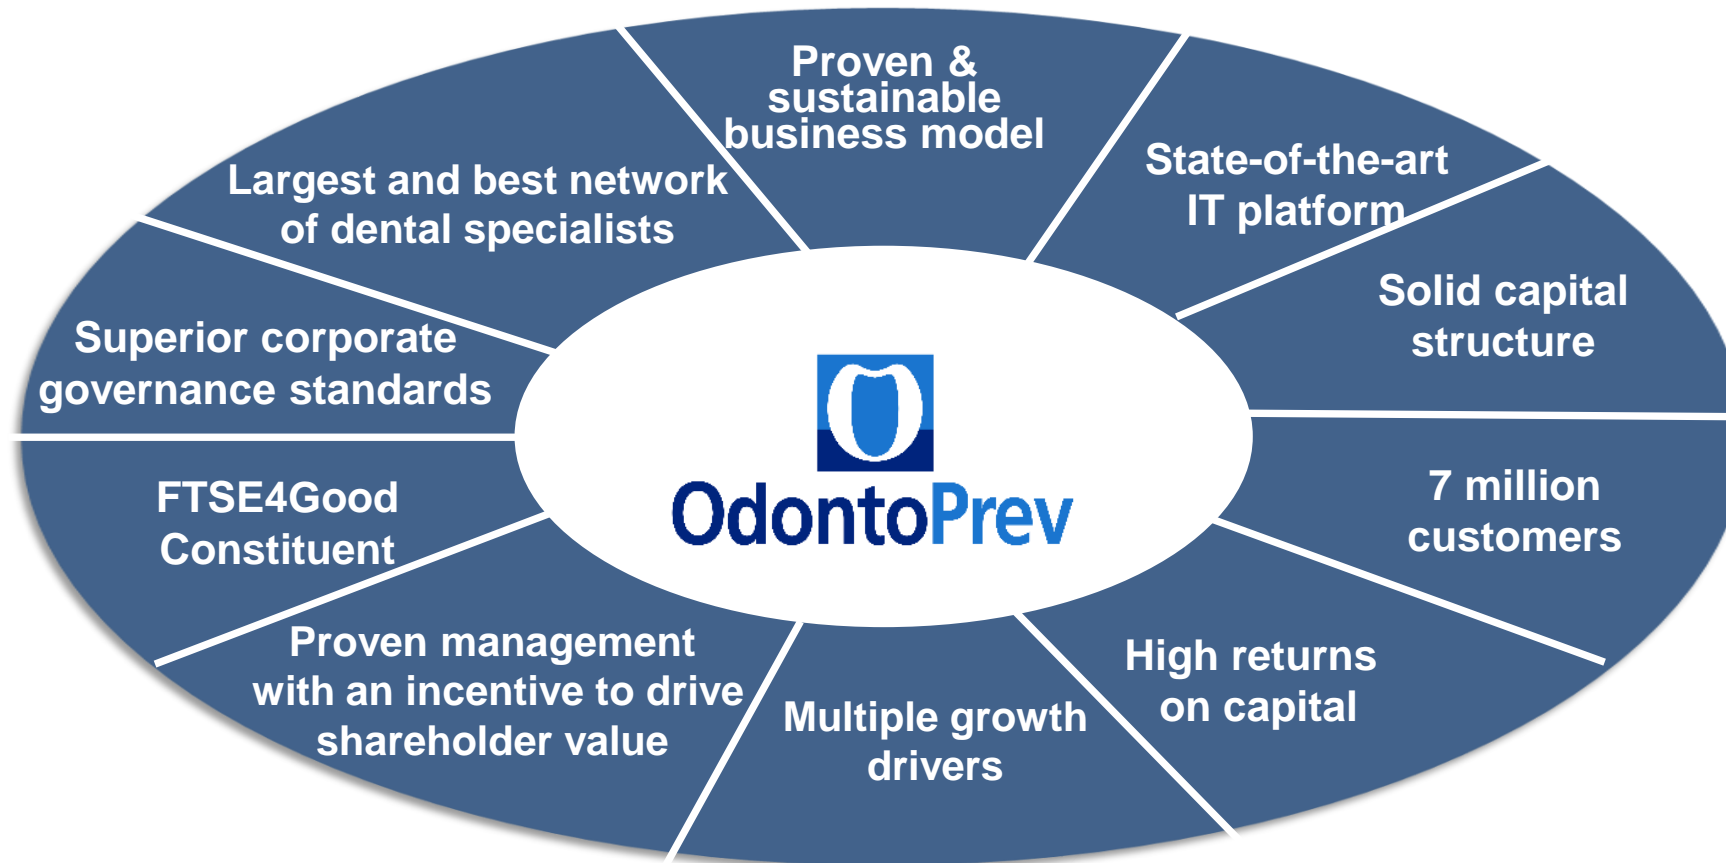 Proven &
sustainable
business model
State-of-the-art
IT platform
Solid capital
structure
7 million
customers
High returns
on capital
Multiple growth
drivers
Proven management
with an incentive to drive
shareholder value
FTSE4Good
Constituent
Superior corporate
governance standards
Largest and best network
of dental specialists
OdontoPrev